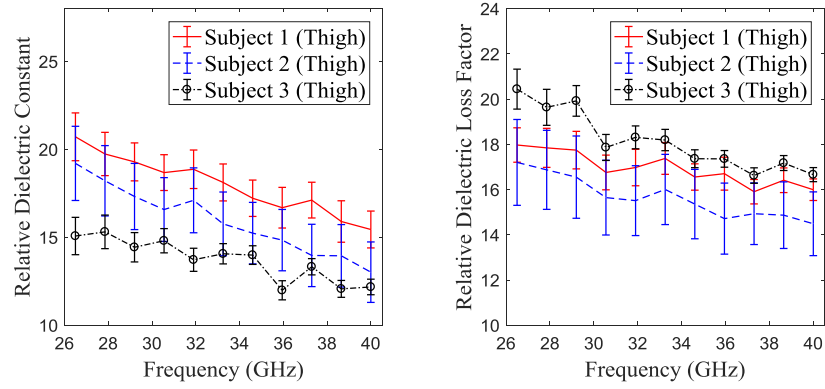 Relative Dielectric Constant
25
20
15
10
Subject 1 (Thigh)
Subject 2 (Thigh)
Subject 3 (Thigh)
26 28 30 32 34 36 38 40
Frequency (GHz)
Relative Dielectric Loss Factor
24
22
20
18
16
14
12
10
Subject 1 (Thigh)
Subject 2 (Thigh)
Subject 3 (Thigh)
26 28 30 32 34 36 38 40
Frequency (GHz)